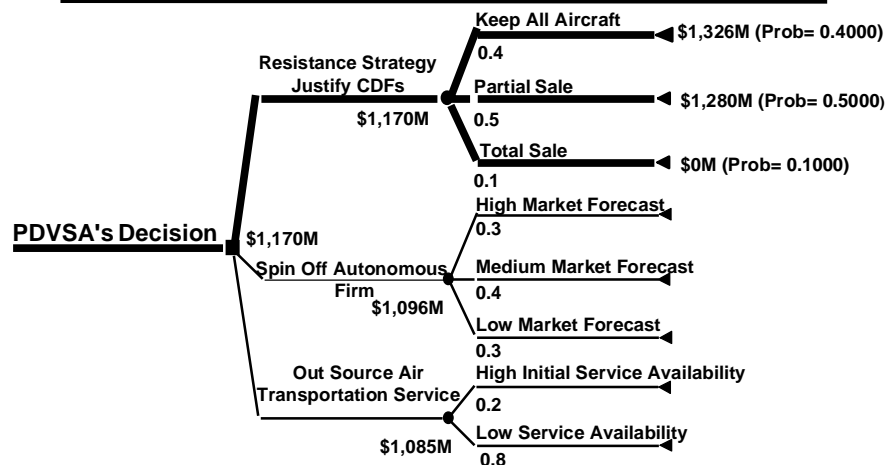 Keep All Aircraft
$1,326M (Prob= 0.4000)
0.4
Resistance Strategy
Justify CDFs
Partial Sale
$1,280M (Prob= 0.5000)
$1,170M
0.5
Total Sale
$0M (Prob= 0.1000)
0.1
High Market Forecast
0.3
PDVSA's Decision
$1,170M
Spin Off Autonomous
Firm
Medium Market Forecast
0.4
$1,096M
Low Market Forecast
0.3
Out Source Air
Transportation Service
High Initial Service Availability
0.2
Low Service Availability
$1,085M
0.8